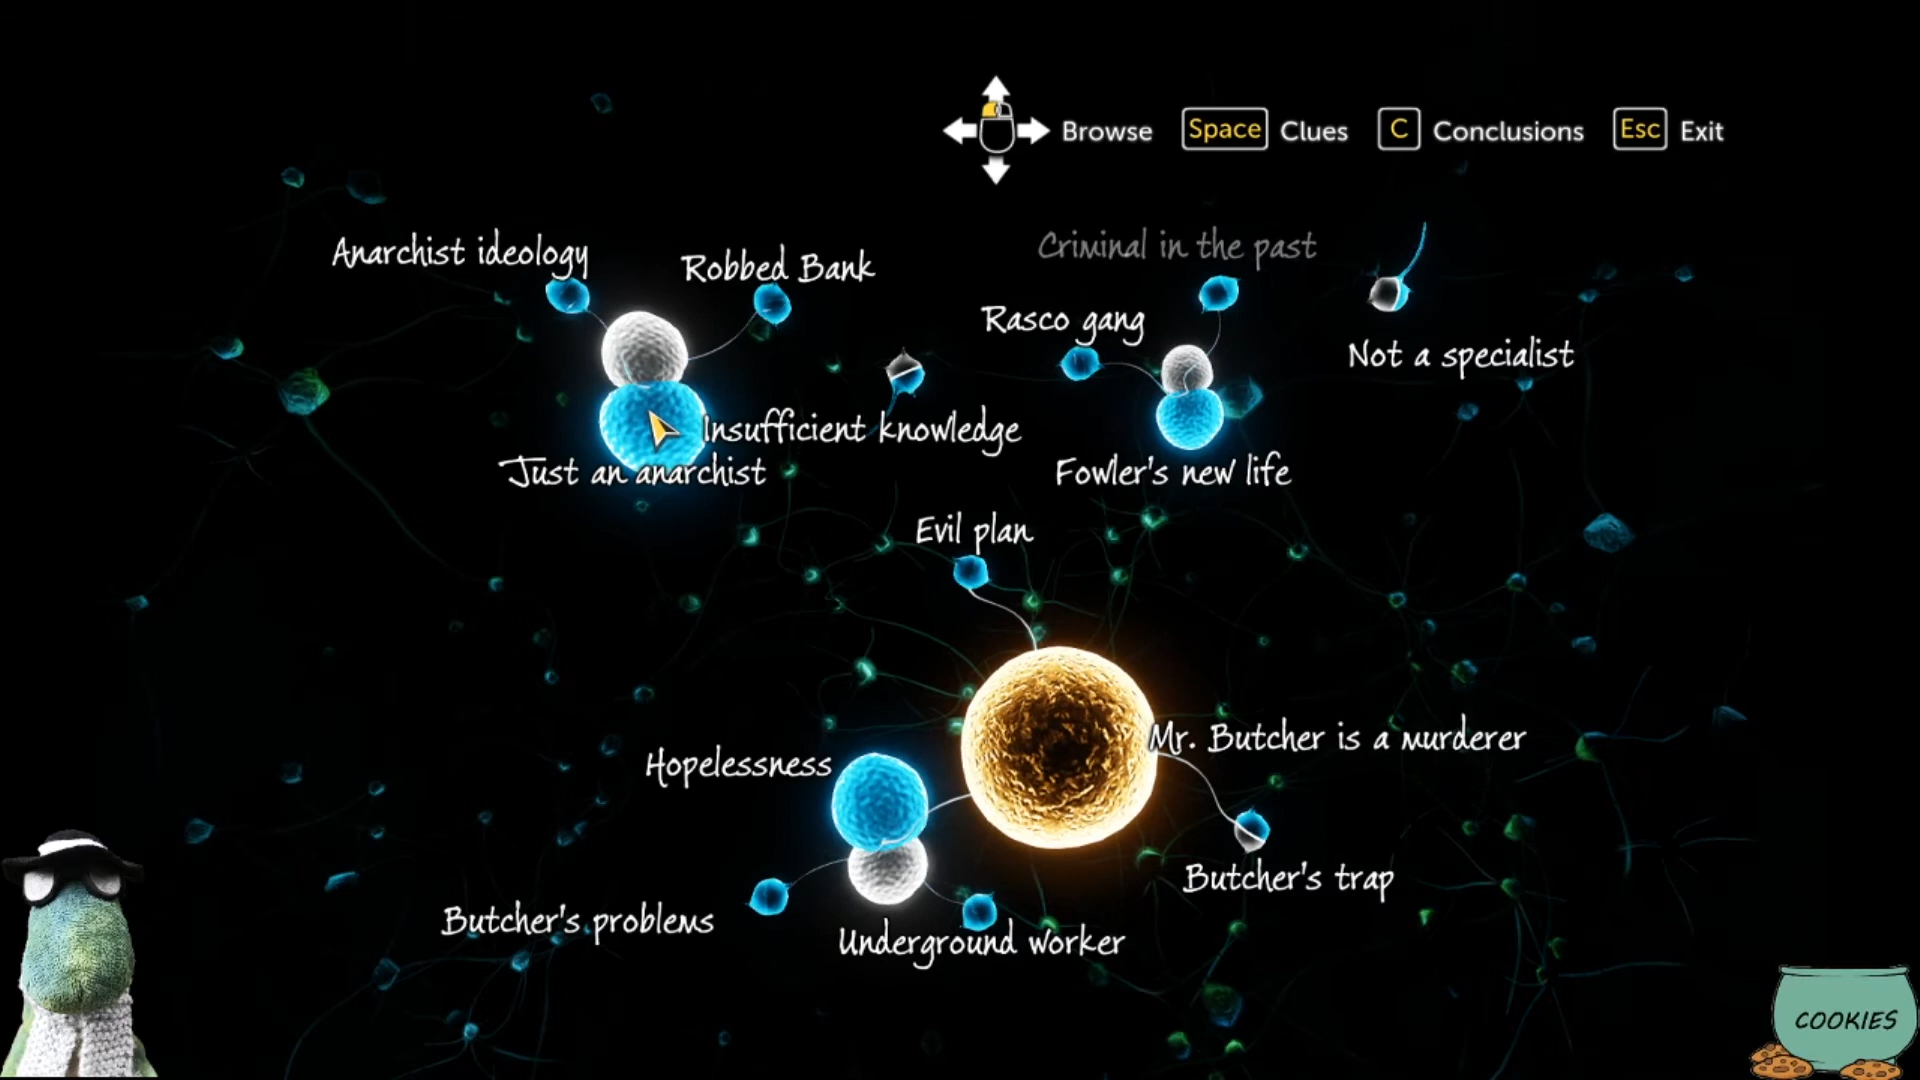 Browse
Space
Clues
C
Conclusions
Esc
Exit
Anarchist ideology
Robbed Bank
Criminal in the past
Rasco gang
Not a specialist
Insufficient knowledge
Just an anarchist
Fowler's new life
Evil plan
Mr. Butcher is a murderer
Hopelessness
Butcher's trap
Butcher's problems
Underground worker
COOKIES